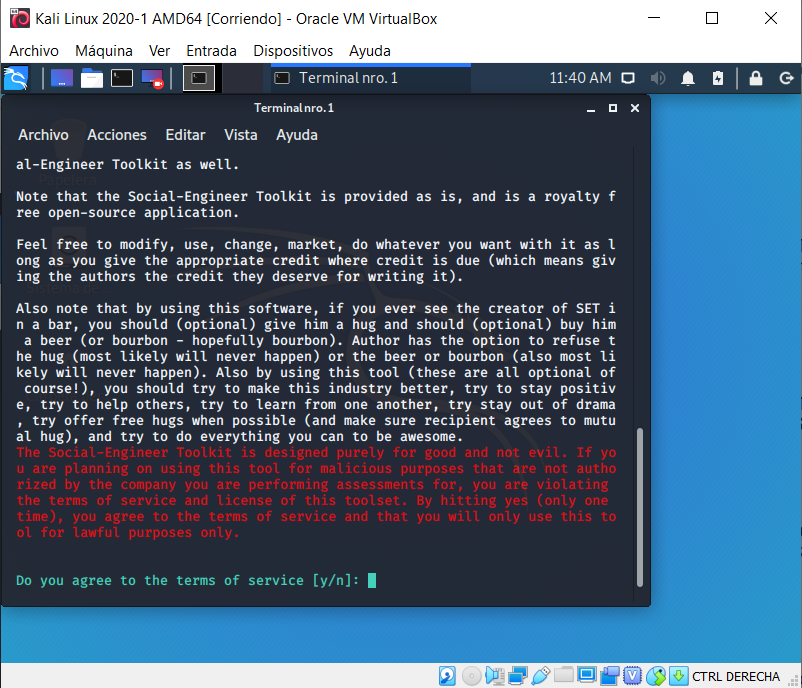 Kali Linux 2020-1 AMD64 [Corriendo] - Oracle VM VirtualBox
Archivo Máquina Ver Entrada Dispositivos Ayuda
Terminal nro. 1 11:40 AM
Terminal nro. 1
Archivo Acciones Editar Vista Ayuda
al-Engineer Toolkit as well.
Note that the Social-Engineer Toolkit is provided as is, and is a royalty f
ree open-source application.
Feel free to modify, use, change, market, do whatever you want with it as l
ong as you give the appropriate credit where credit is due (which means giv
ing the authors the credit they deserve for writing it).
Also note that by using this software, if you ever see the creator of SET i
n a bar, you should (optional) give him a hug and should (optional) buy him
 a beer (or bourbon - hopefully bourbon). Author has the option to refuse t
he hug (most likely will never happen) or the beer or bourbon (also most li
kely will never happen). Also by using this tool (these are all optional of
 course!), you should try to make this industry better, try to stay positiv
e, try to help others, try to learn from one another, try stay out of drama
, try offer free hugs when possible (and make sure recipient agrees to mutu
al hug), and try to do everything you can to be awesome.
The Social-Engineer Toolkit is designed purely for good and not evil. If yo
u are planning on using this tool for malicious purposes that are not autho
rized by the company you are performing assessments for, you are violating
the terms of service and license of this toolset. By hitting yes (only one
time), you agree to the terms of service and that you will only use this to
ol for lawful purposes only.
Do you agree to the terms of service [y/n]:
CTRL DERECHA